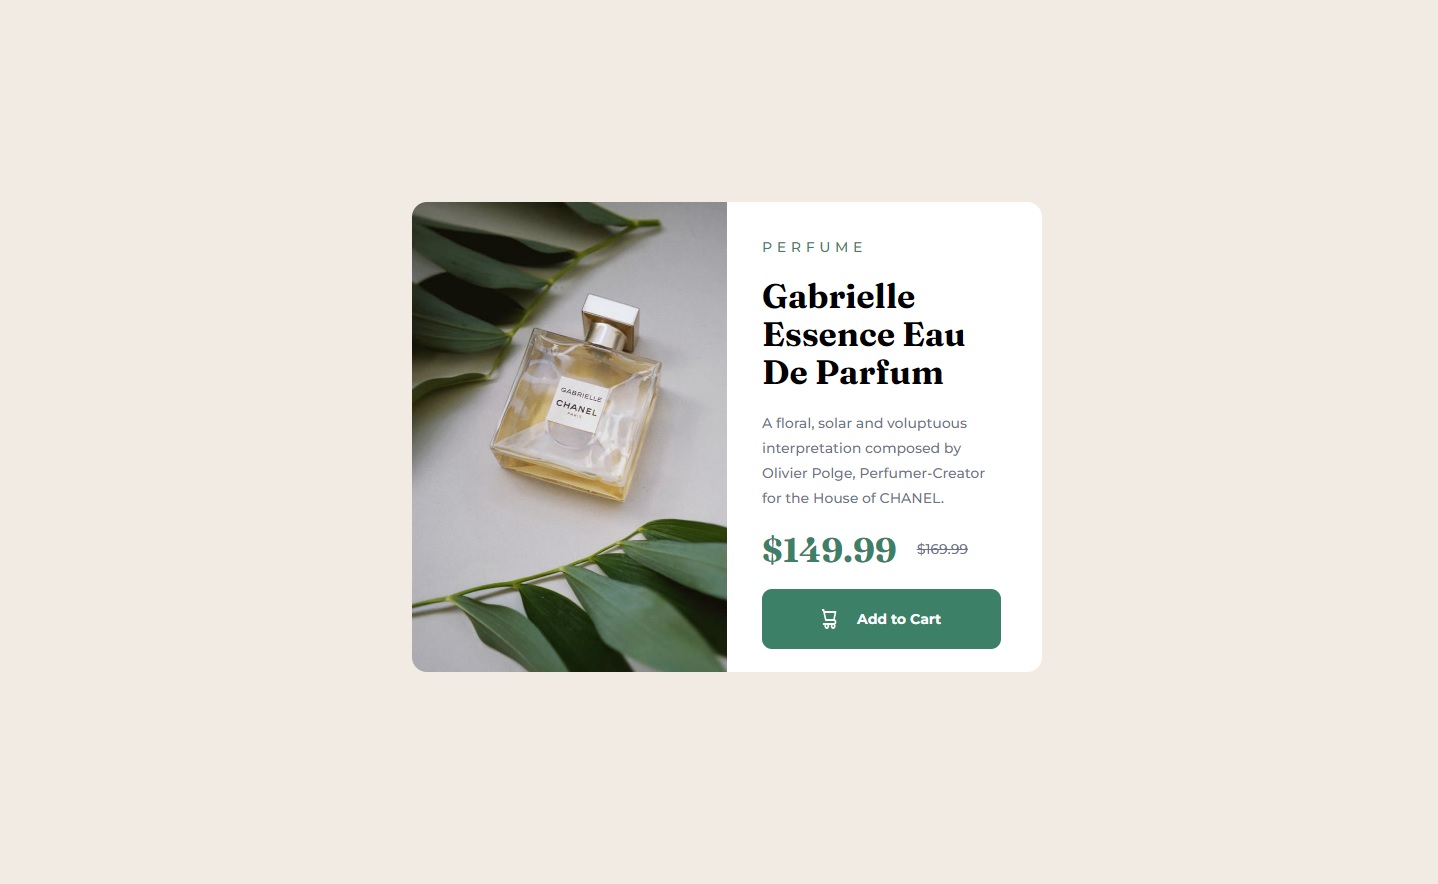 GABRIELLE
CHANEL
PARIS
PERFUME
Gabrielle
Essence Eau
De Parfum
A floral, solar and voluptuous
interpretation composed by
Olivier Polge, Perfumer-Creator
for the House of CHANEL.
$149.99 $169.99
Add to Cart